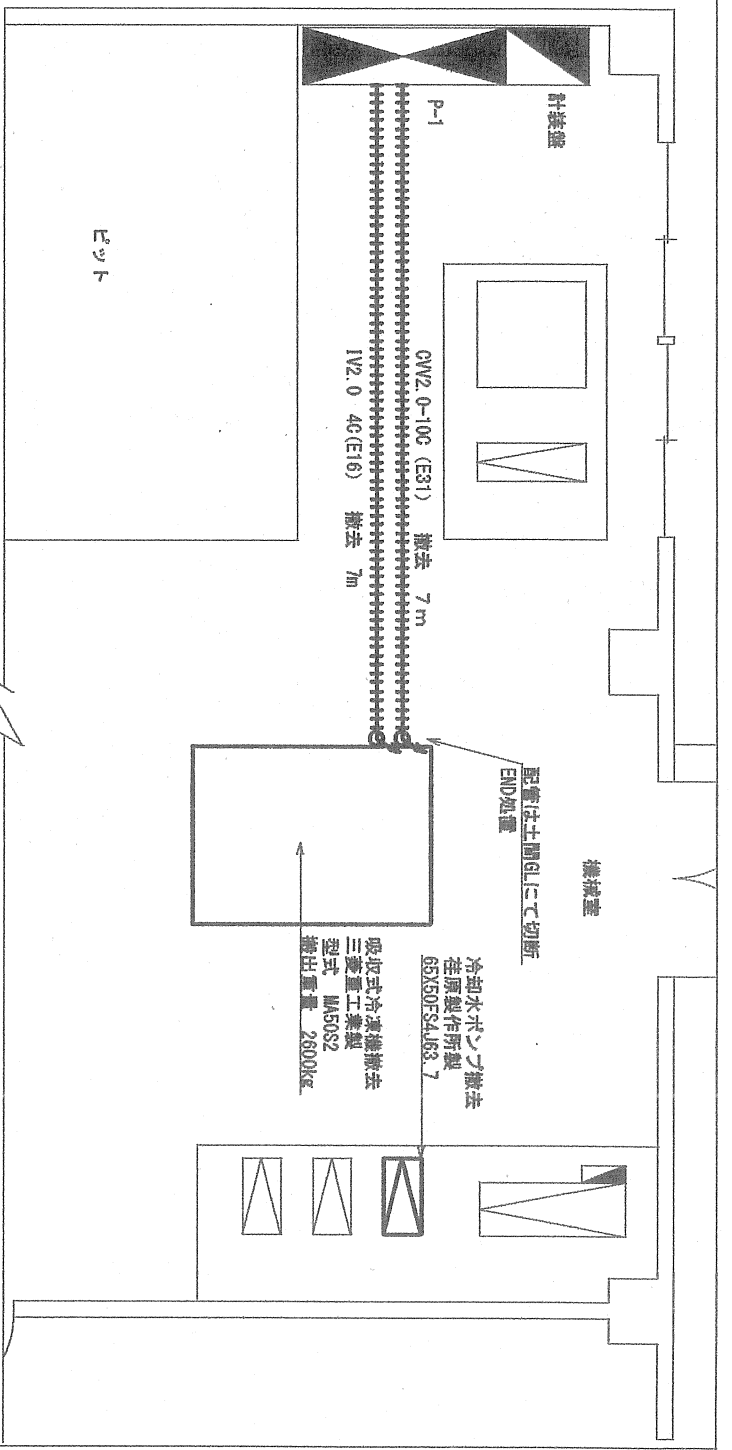 計装盤
P-1
ピット
CVV2.0-10C (E31) 撤去 7m
IV2.0 4C(E16) 撤去 7m
配管は土間GLにて切断
END処置
機械室
吸収式冷凍機撤去
三菱重工業製
型式 MA50S2
搬出重量 2600kg
冷却水ポンプ撤去
荏原製作所製
65X50FS4J63.7